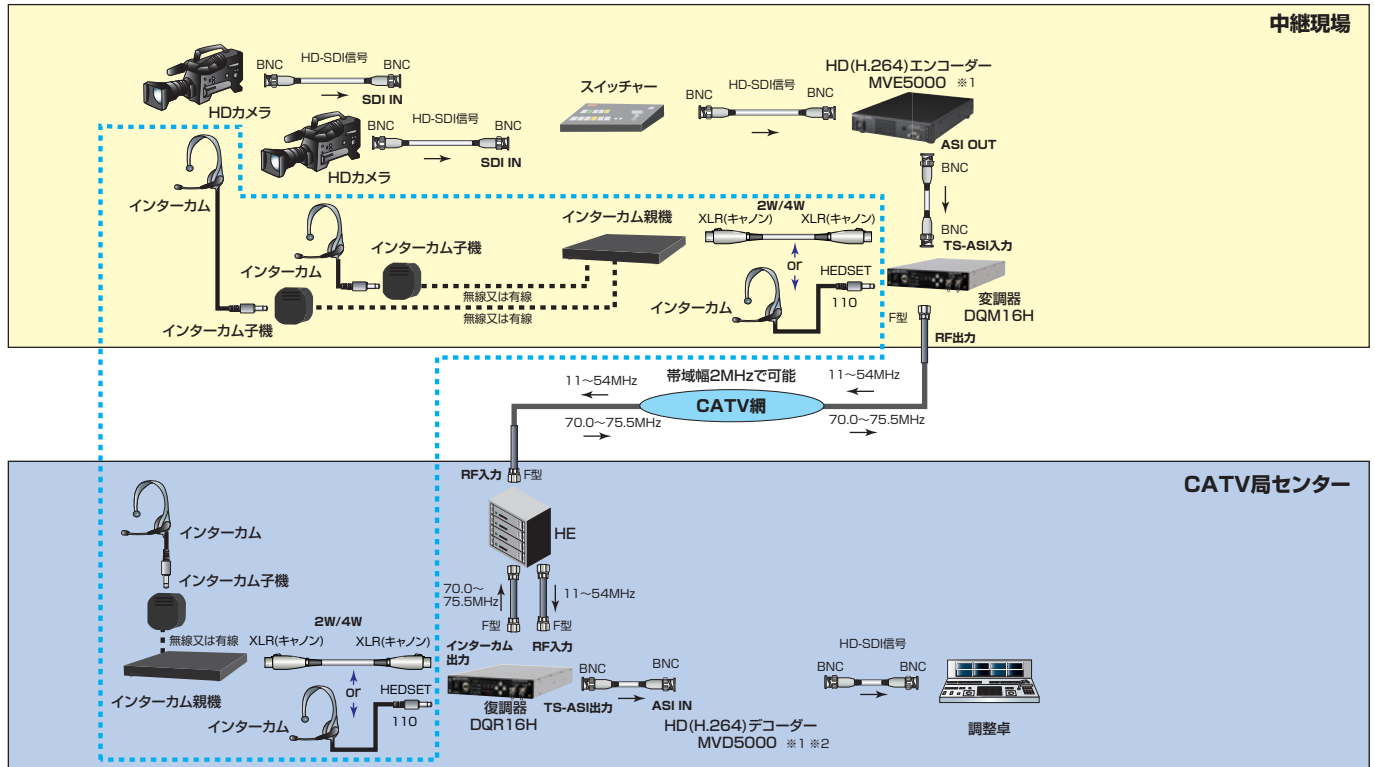 中継現場
BNC
HD-SDI信号
BNC
SDI IN
HDカメラ
BNC
HD-SDI信号
BNC
SDI IN
HDカメラ
スイッチャー
BNC
HD-SDI信号
BNC
HD(H.264)エンコーダー
MVE5000 ※1
ASI OUT
BNC
BNC
TS-ASI入力
インターカム
インターカム
インターカム子機
インターカム子機
無線又は有線
無線又は有線
インターカム親機
2W/4W
XLR(キャノン)
XLR(キャノン)
or
HEDSET
110
インターカム
変調器
DQM16H
F型
RF出力
11~54MHz
帯域幅2MHzで可能
11~54MHz
CATV網
70.0~75.5MHz
70.0~75.5MHz
CATV局センター
RF入力
F型
HE
70.0~
75.5MHz
11~54MHz
F型
F型
インターカム
出力
RF入力
インターカム
インターカム子機
無線又は有線
インターカム親機
2W/4W
XLR(キャノン)
XLR(キャノン)
or
HEDSET
110
インターカム
復調器
DQR16H
TS-ASI出力
BNC
BNC
ASI IN
HD(H.264)デコーダー
MVD5000 ※1 ※2
HD-SDI信号
BNC
BNC
調整卓